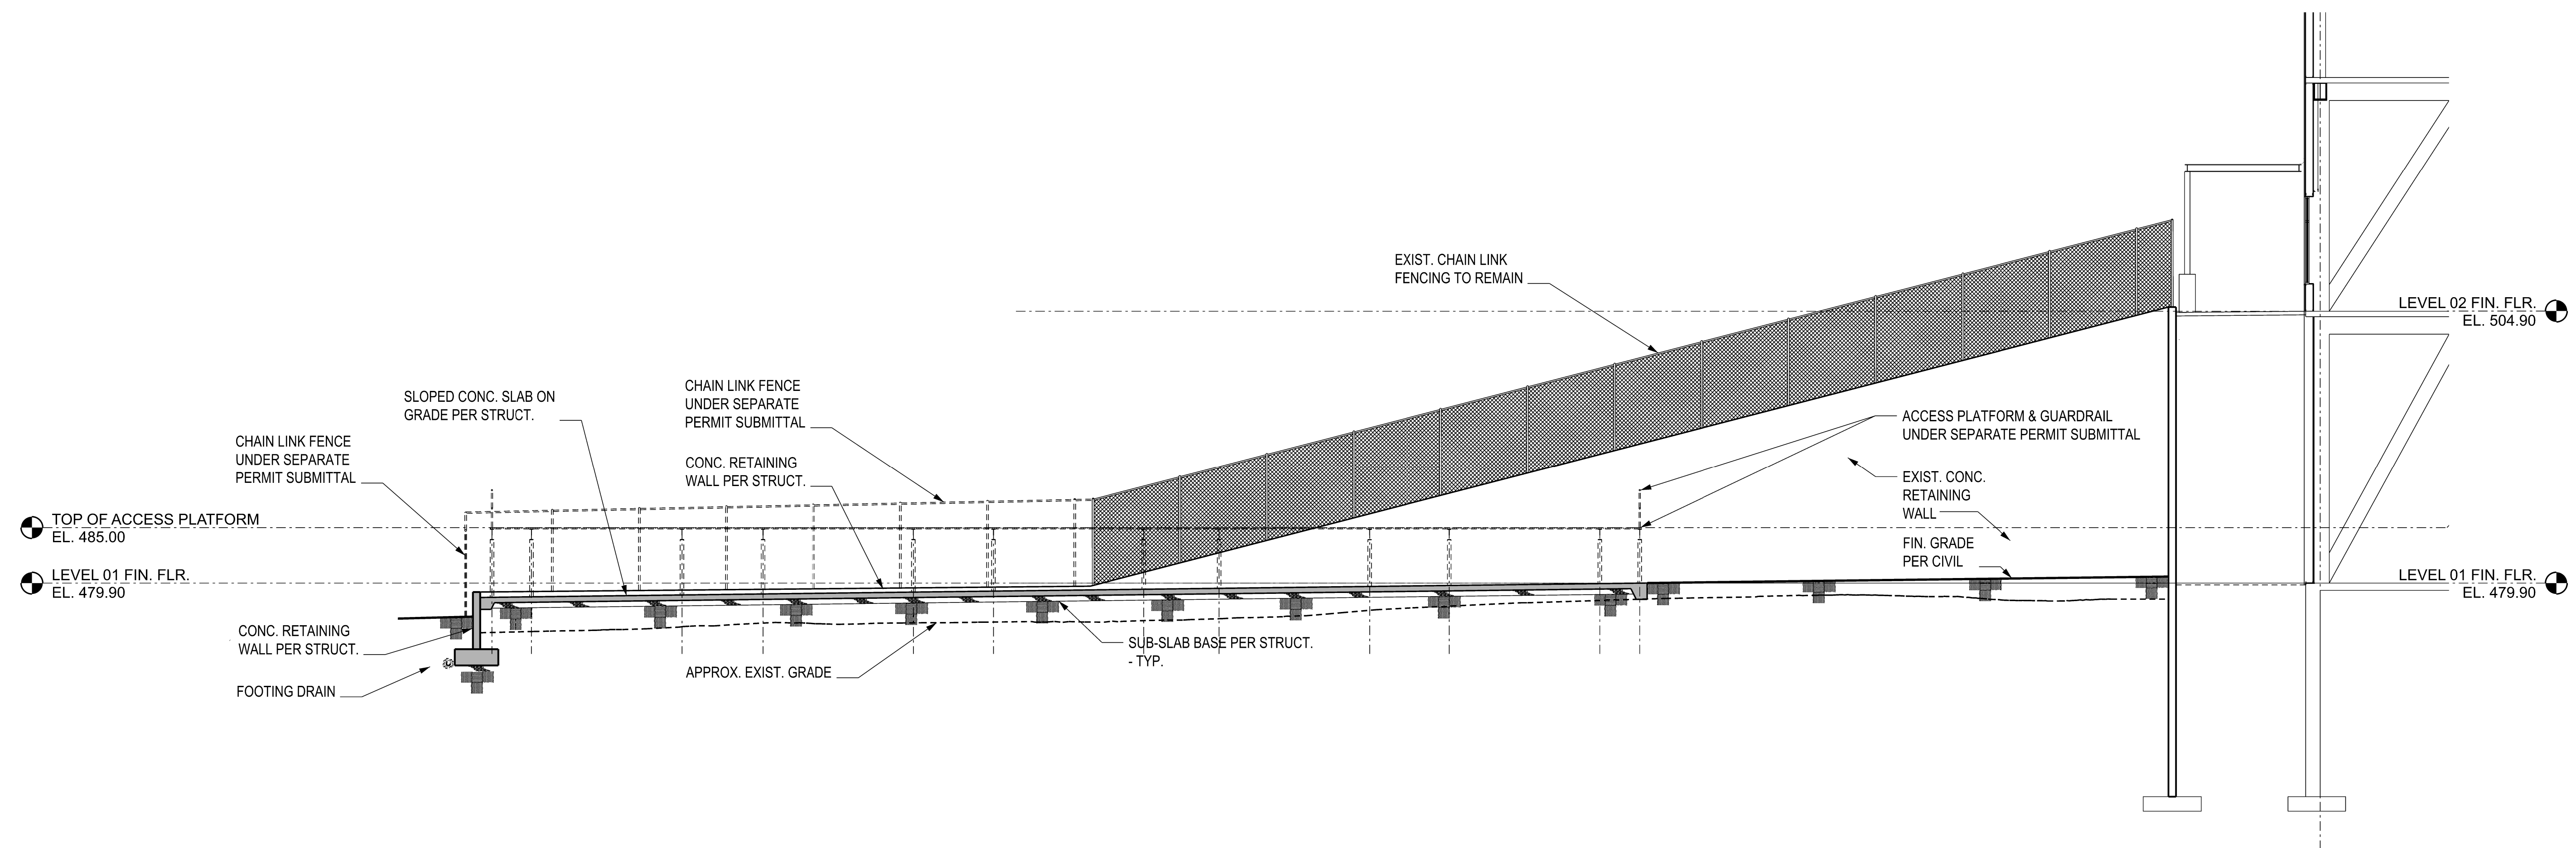 EXIST. CHAIN LINK
FENCING TO REMAIN
LEVEL 02 FIN. FLR.
EL. 504.90
CHAIN LINK FENCE
UNDER SEPARATE
PERMIT SUBMITTAL
SLOPED CONC. SLAB ON
GRADE PER STRUCT.
ACCESS PLATFORM & GUARDRAIL
UNDER SEPARATE PERMIT SUBMITTAL
CHAIN LINK FENCE
UNDER SEPARATE
PERMIT SUBMITTAL
CONC. RETAINING
WALL PER STRUCT.
EXIST. CONC.
RETAINING
WALL
TOP OF ACCESS PLATFORM
EL. 485.00
FIN. GRADE
PER CIVIL
LEVEL 01 FIN. FLR.
EL. 479.90
LEVEL 01 FIN. FLR.
EL. 479.90
CONC. RETAINING
WALL PER STRUCT.
SUB-SLAB BASE PER STRUCT.
- TYP.
APPROX. EXIST. GRADE
FOOTING DRAIN